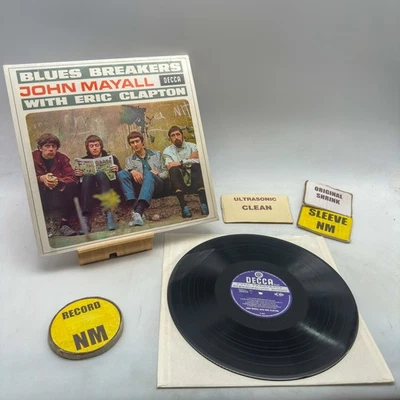 BLUES BREAKERS
JOHN MAYALL
DECCA
WITH ERIC CLAPTON
ULTRASONIC
CLEAN
ORIGINAL
SHRINK
SLEEVE
NM
DECCA
RECORD
NM